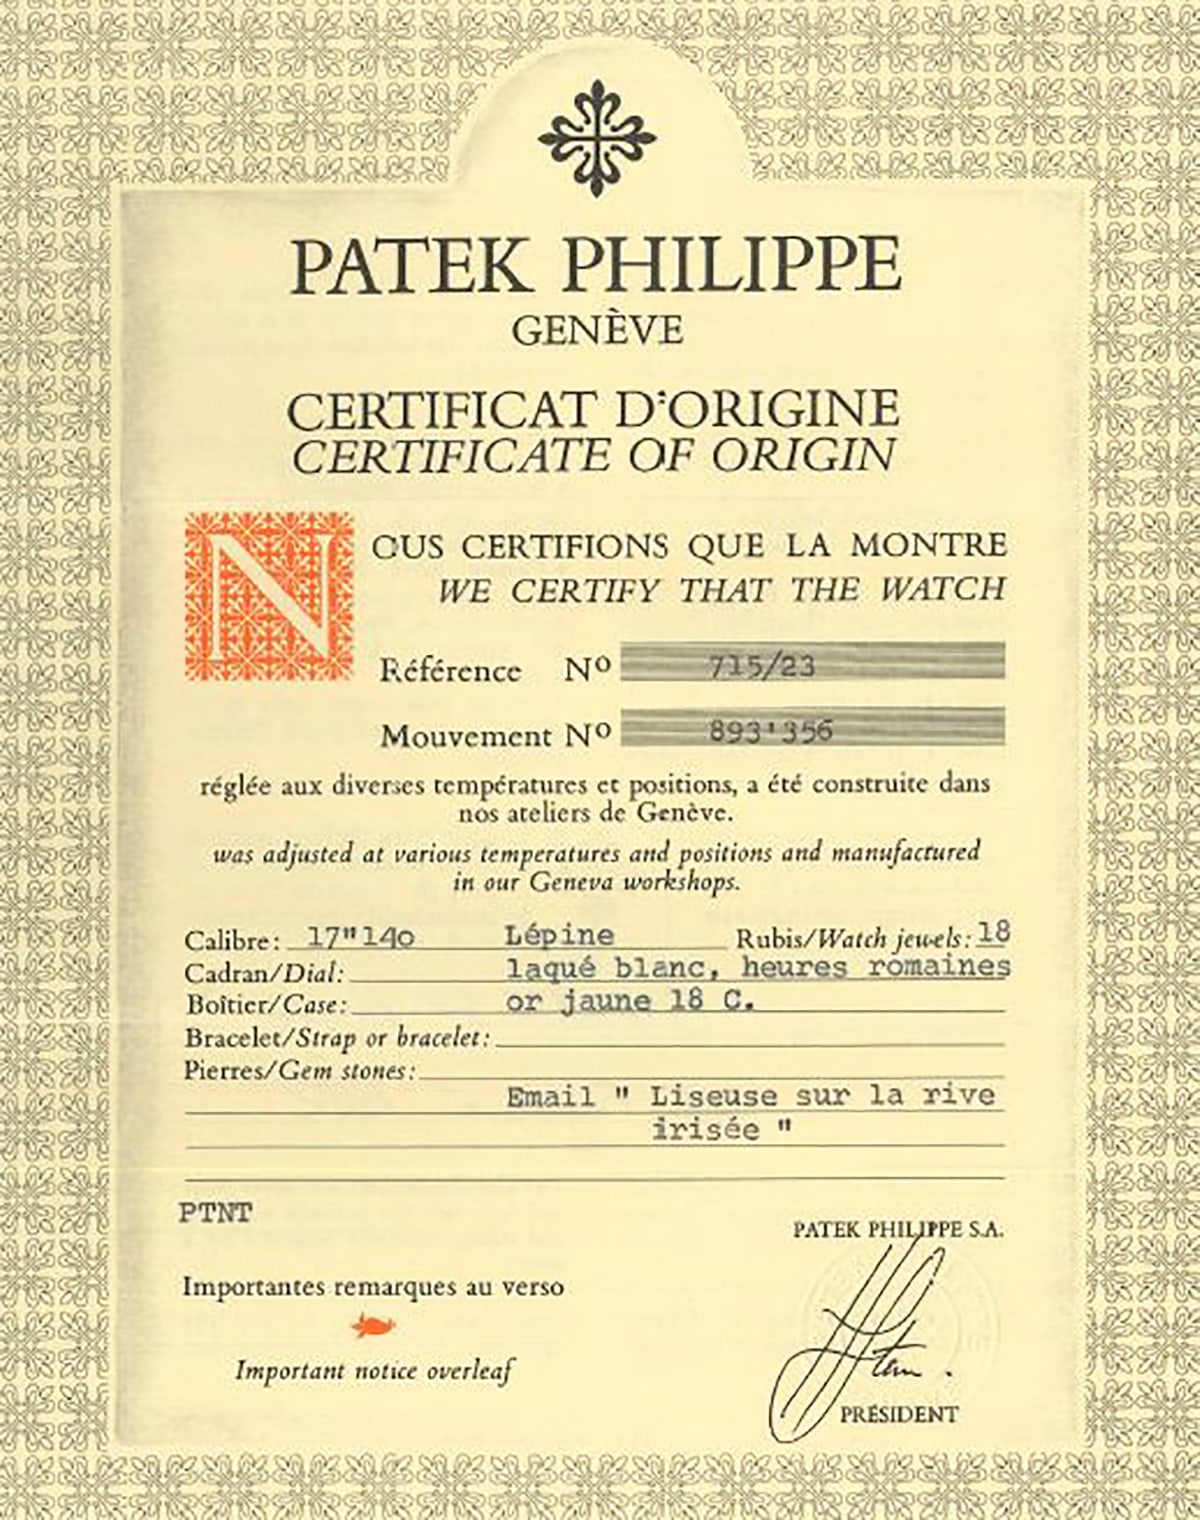 PATEK PHILIPPE
GENÈVE
CERTIFICAT D'ORIGINE
CERTIFICATE OF ORIGIN
NOUS CERTIFIONS QUE LA MONTRE
WE CERTIFY THAT THE WATCH
Référence Nº 715/23
Mouvement Nº 893'356
réglée aux diverses températures et positions, a été construite dans
nos ateliers de Genève.
was adjusted at various temperatures and positions and manufactured
in our Geneva workshops.
Calibre: 17"140 Lépine Rubis/Watch jewels: 18
Cadran/Dial: laqué blanc, heures romaines
Boîtier/Case: or jaune 18 C.
Bracelet/Strap or bracelet:
Pierres/Gem stones:
Email " Liseuse sur la rive
irisée "
PTNT
PATEK PHILIPPE S.A.
Importantes remarques au verso
Important notice overleaf
PRÉSIDENT